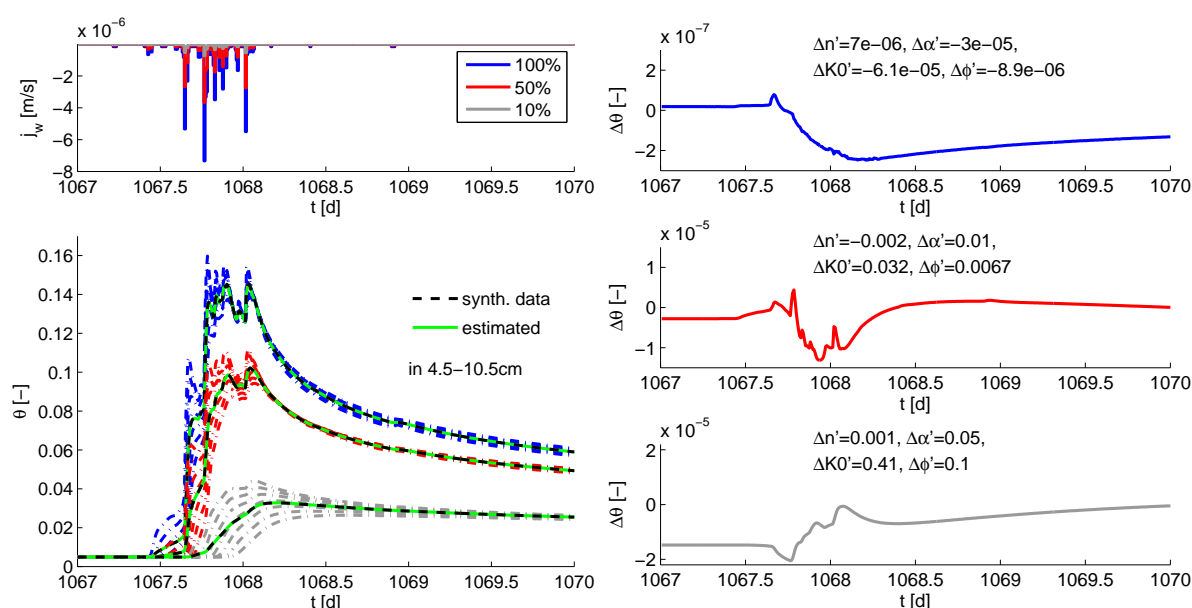 x 10⁻⁶
−2
−4
−6
−8
j_w [m/s]
100%
50%
10%
1067 1067.5 1068 1068.5 1069 1069.5 1070
t [d]
0.16
0.14
0.12
0.1
0.08
0.06
0.04
0.02
0
θ [−]
synth. data
estimated
in 4.5−10.5cm
1067 1067.5 1068 1068.5 1069 1069.5 1070
t [d]
x 10⁻⁷
Δn'=7e−06, Δα'=−3e−05,
ΔK0'=−6.1e−05, Δϕ'=−8.9e−06
2
0
−2
Δθ [−]
1067 1067.5 1068 1068.5 1069 1069.5 1070
t [d]
x 10⁻⁵
Δn'=−0.002, Δα'=0.01,
ΔK0'=0.032, Δϕ'=0.0067
1
0
−1
Δθ [−]
1067 1067.5 1068 1068.5 1069 1069.5 1070
t [d]
x 10⁻⁵
Δn'=0.001, Δα'=0.05,
ΔK0'=0.41, Δϕ'=0.1
2
0
−2
Δθ [−]
1067 1067.5 1068 1068.5 1069 1069.5 1070
t [d]